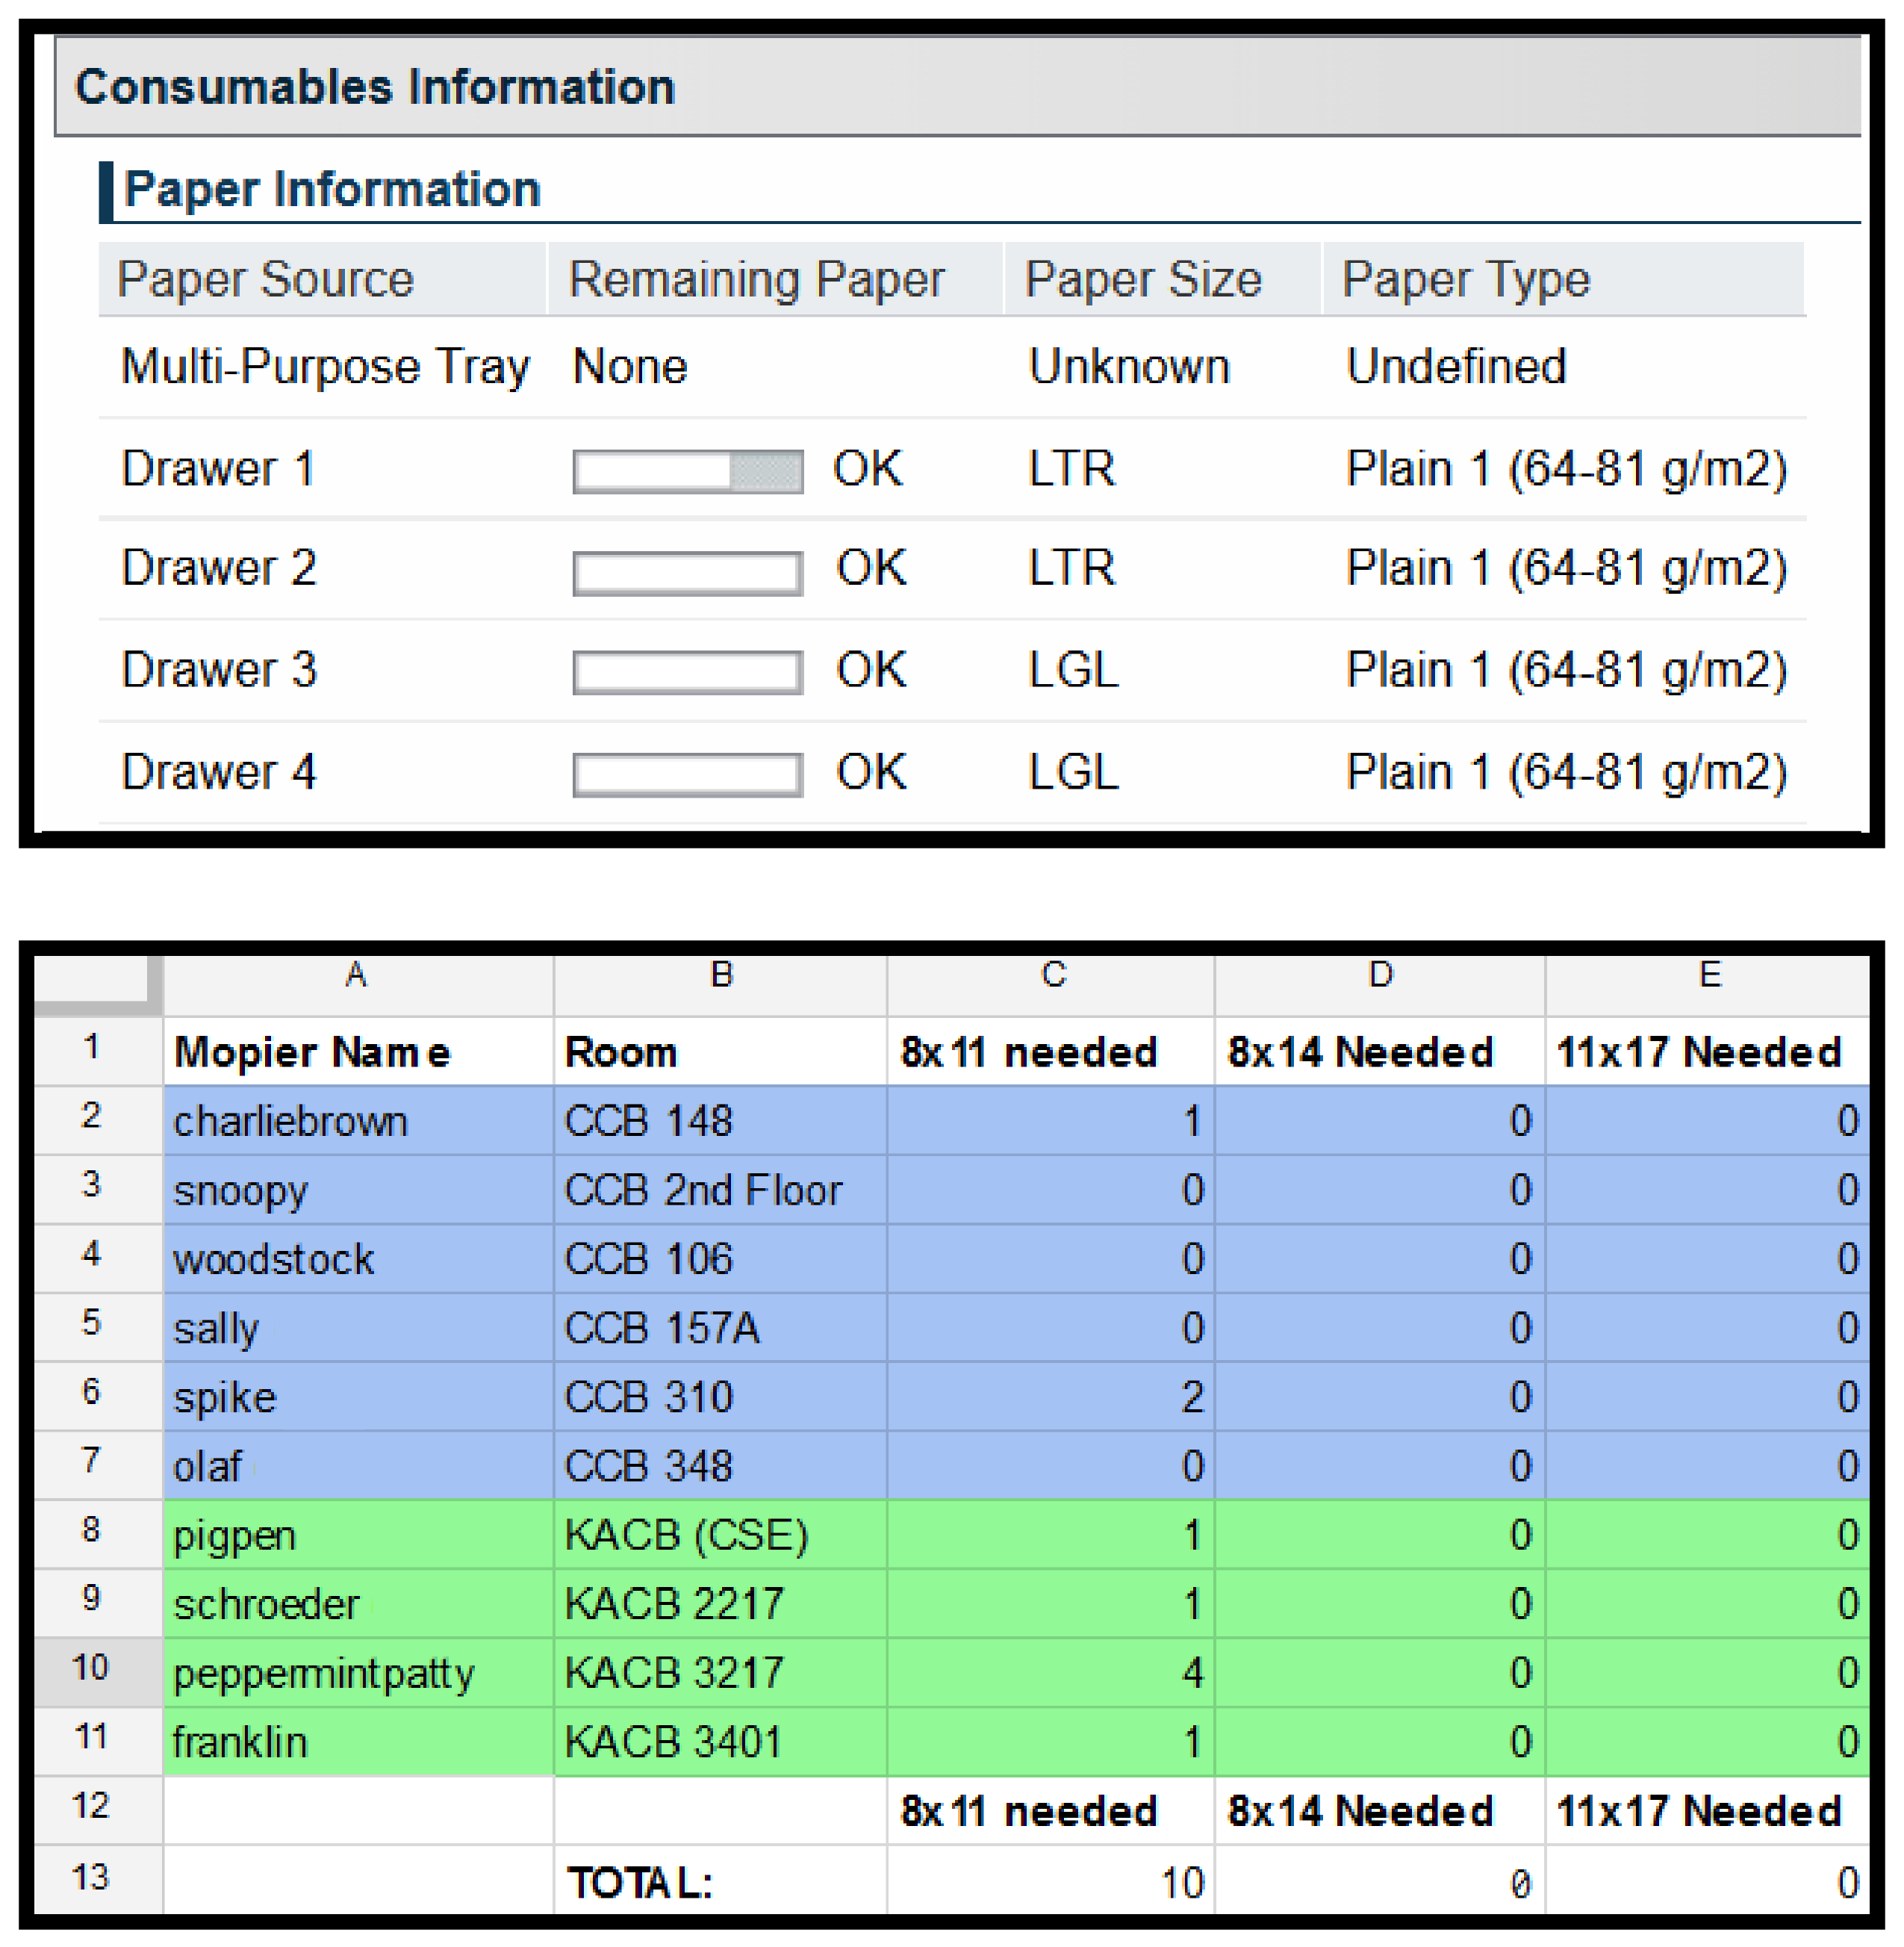 Consumables Information
Paper Information
Paper Source Remaining Paper Paper Size Paper Type
Multi-Purpose Tray None Unknown Undefined
Drawer 1 OK LTR Plain 1 (64-81 g/m2)
Drawer 2 OK LTR Plain 1 (64-81 g/m2)
Drawer 3 OK LGL Plain 1 (64-81 g/m2)
Drawer 4 OK LGL Plain 1 (64-81 g/m2)
A B C D E
1 Mopier Name Room 8x11 needed 8x14 Needed 11x17 Needed
2 charliebrown CCB 148 1 0 0
3 snoopy CCB 2nd Floor 0 0 0
4 woodstock CCB 106 0 0 0
5 sally CCB 157A 0 0 0
6 spike CCB 310 2 0 0
7 olaf CCB 348 0 0 0
8 pigpen KACB (CSE) 1 0 0
9 schroeder KACB 2217 1 0 0
10 peppermintpatty KACB 3217 4 0 0
11 franklin KACB 3401 1 0 0
12 8x11 needed 8x14 Needed 11x17 Needed
13 TOTAL: 10 0 0